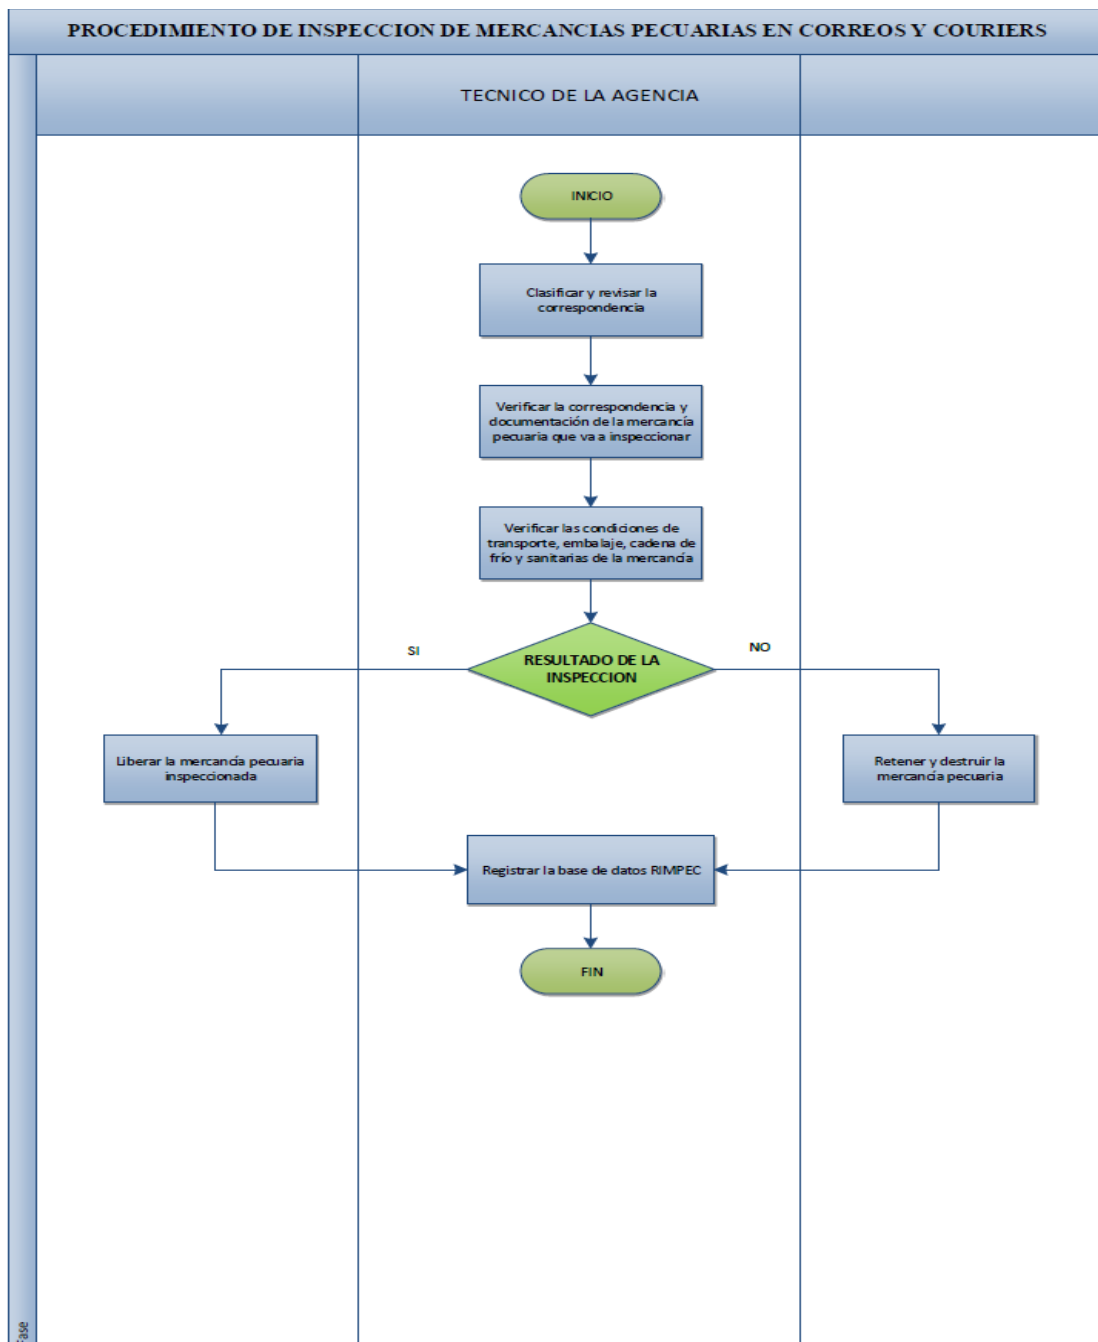 PROCEDIMIENTO DE INSPECCION DE MERCANCIAS PECUARIAS EN CORREOS Y COURIERS
TECNICO DE LA AGENCIA
INICIO
Clasificar y revisar la
correspondencia
Verificar la correspondencia y
documentación de la mercancía
pecuaria que va a inspeccionar
Verificar las condiciones de
transporte, embalaje, cadena de
frío y sanitarias de la mercancía
RESULTADO DE LA
INSPECCION
SI
NO
Liberar la mercancía pecuaria
inspeccionada
Retener y destruir la
mercancía pecuaria
Registrar la base de datos RIMPEC
FIN
Fase